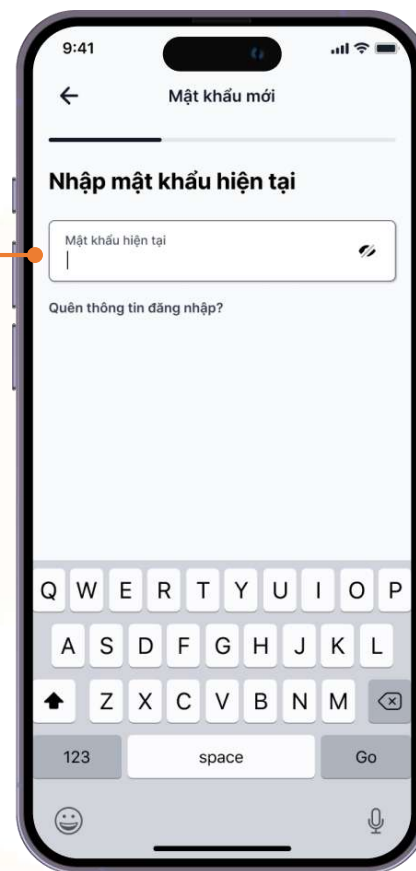 9:41
Mật khẩu mới
Nhập mật khẩu hiện tại
Mật khẩu hiện tại
Quên thông tin đăng nhập?
Q W E R T Y U I O P
A S D F G H J K L
Z X C V B N M
123 space Go